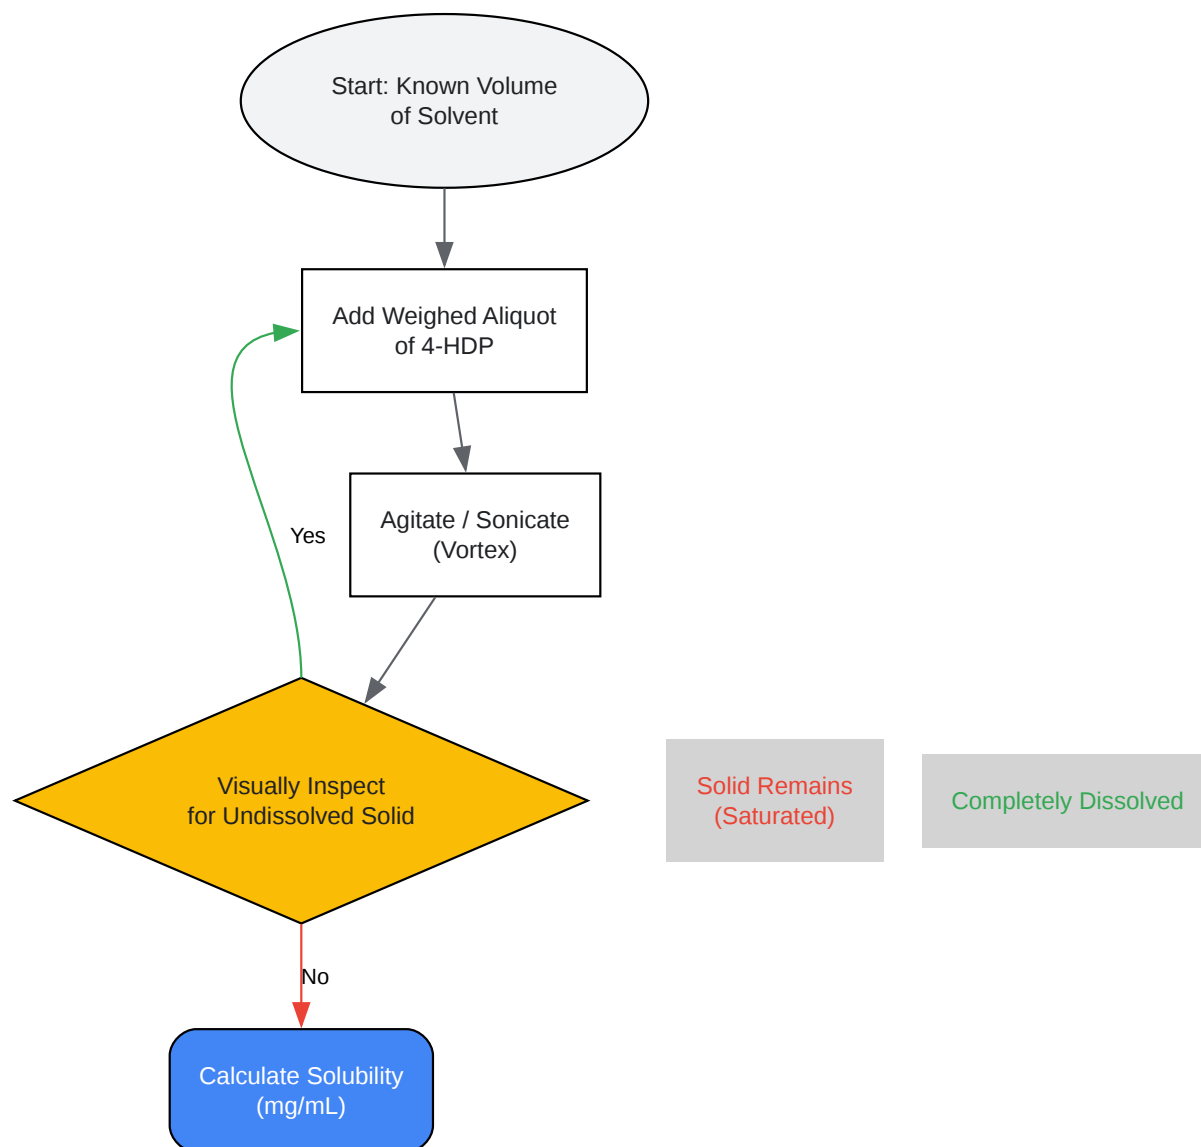 Start: Known Volume
of Solvent
Add Weighed Aliquot
of 4-HDP
Agitate / Sonicate
(Vortex)
Yes
Visually Inspect
for Undissolved Solid
Solid Remains
(Saturated)
Completely Dissolved
No
Calculate Solubility
(mg/mL)